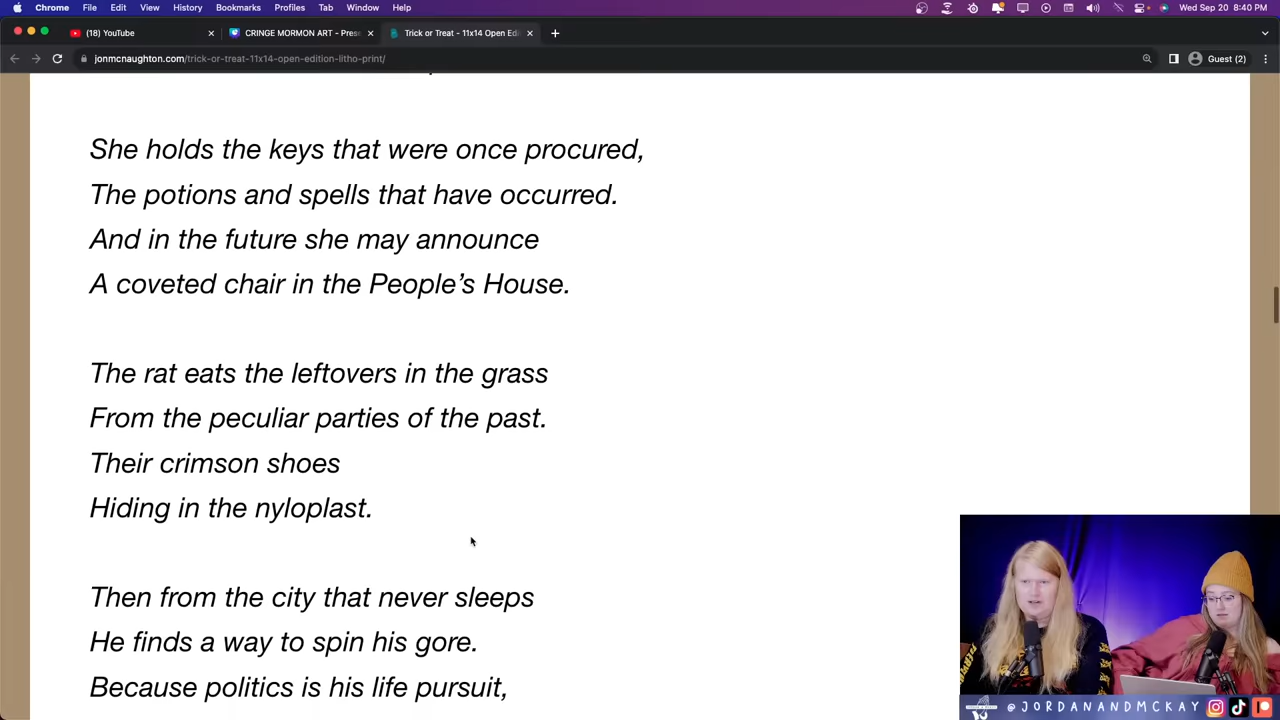 Chrome File Edit View History Bookmarks Profiles Tab Window Help Wed Sep 20 8:40 PM
(18) YouTube CRINGE MORMON ART - Prese Trick or Treat - 11x14 Open Edi
jonmcnaughton.com/trick-or-treat-11x14-open-edition-litho-print/ Guest (2)
She holds the keys that were once procured,
The potions and spells that have occurred.
And in the future she may announce
A coveted chair in the People’s House.
The rat eats the leftovers in the grass
From the peculiar parties of the past.
Their crimson shoes
Hiding in the nyloplast.
Then from the city that never sleeps
He finds a way to spin his gore.
Because politics is his life pursuit,
@JORDANANDMCKAY